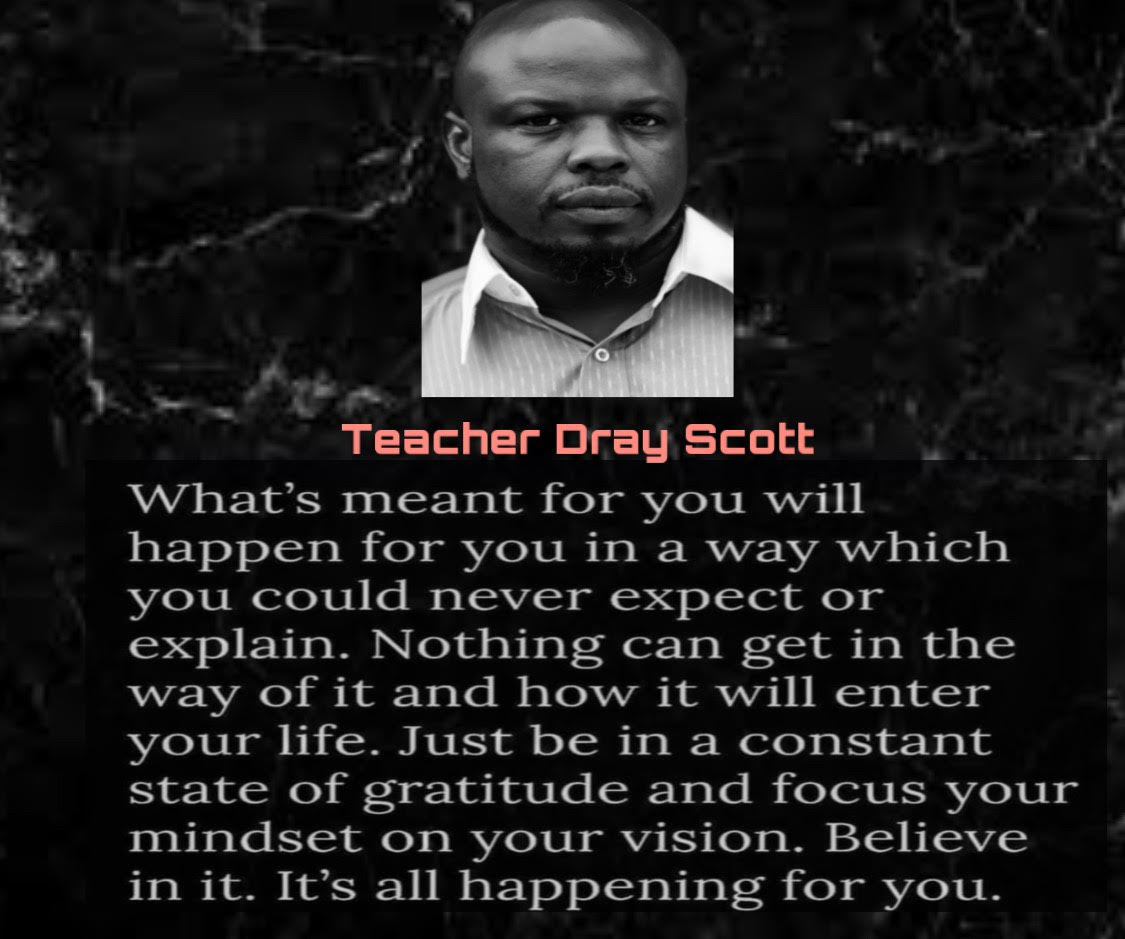 Teacher Dray Scott
What's meant for you will
happen for you in a way which
you could never expect or
explain. Nothing can get in the
way of it and how it will enter
your life. Just be in a constant
state of gratitude and focus your
mindset on your vision. Believe
in it. It's all happening for you.